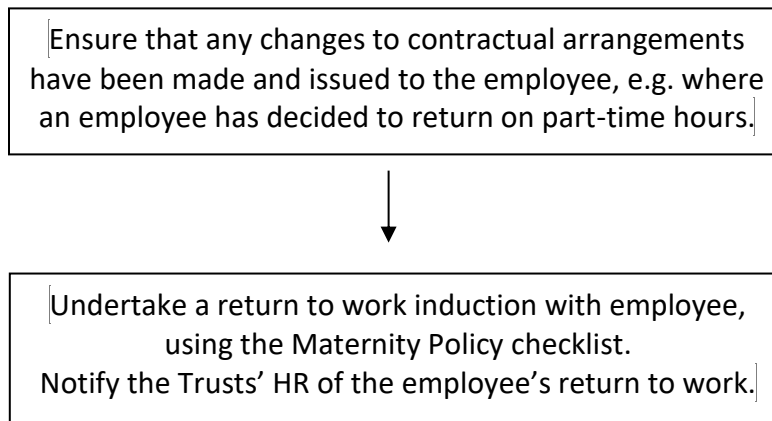 Ensure that any changes to contractual arrangements
have been made and issued to the employee, e.g. where
an employee has decided to return on part-time hours.
Undertake a return to work induction with employee,
using the Maternity Policy checklist.
Notify the Trusts’ HR of the employee’s return to work.